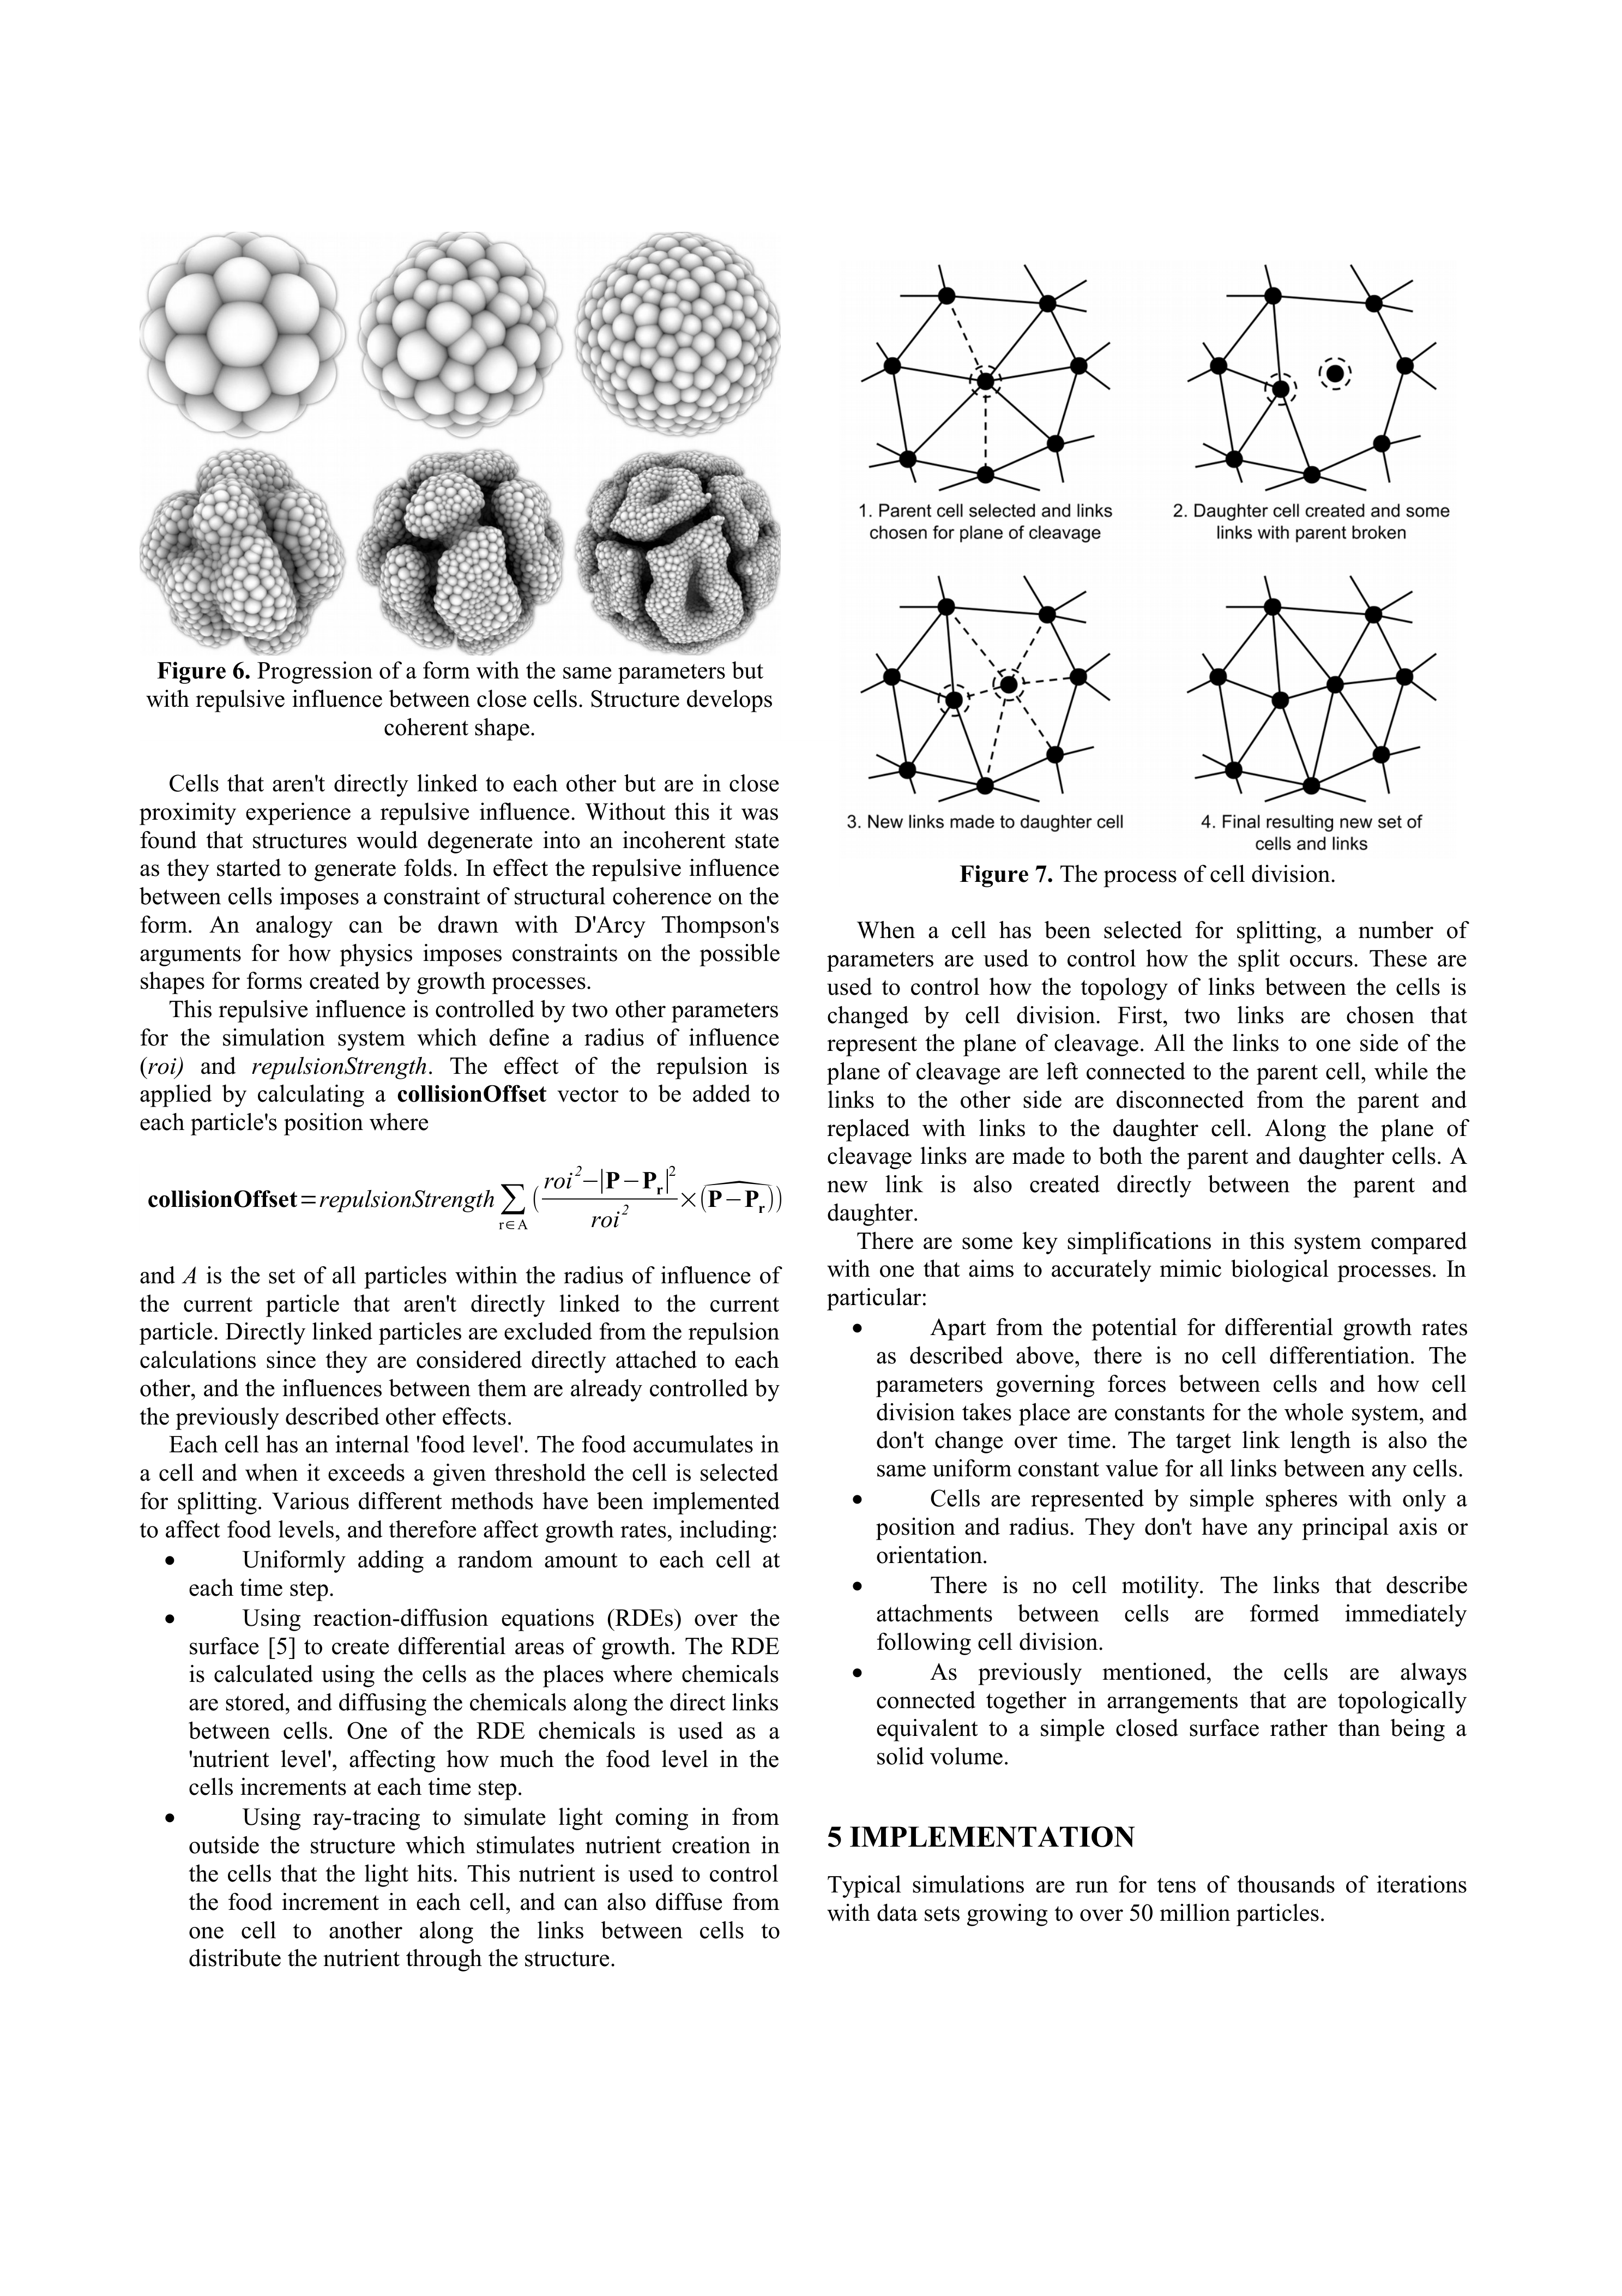 Figure 6. Progression of a form with the same parameters but
with repulsive influence between close cells. Structure develops
coherent shape.
Cells that aren't directly linked to each other but are in close
proximity experience a repulsive influence. Without this it was
found that structures would degenerate into an incoherent state
as they started to generate folds. In effect the repulsive influence
between cells imposes a constraint of structural coherence on the
form. An analogy can be drawn with D'Arcy Thompson's
arguments for how physics imposes constraints on the possible
shapes for forms created by growth processes.
This repulsive influence is controlled by two other parameters
for the simulation system which define a radius of influence
(roi) and repulsionStrength. The effect of the repulsion is
applied by calculating a collisionOffset vector to be added to
each particle's position where
collisionOffset=repulsionStrength ∑_{r∈A} ( (roi²−|P−P_r|²)/roi² × (\widehat{P−P_r}))
and A is the set of all particles within the radius of influence of
the current particle that aren't directly linked to the current
particle. Directly linked particles are excluded from the repulsion
calculations since they are considered directly attached to each
other, and the influences between them are already controlled by
the previously described other effects.
Each cell has an internal 'food level'. The food accumulates in
a cell and when it exceeds a given threshold the cell is selected
for splitting. Various different methods have been implemented
to affect food levels, and therefore affect growth rates, including:
• Uniformly adding a random amount to each cell at
each time step.
• Using reaction-diffusion equations (RDEs) over the
surface [5] to create differential areas of growth. The RDE
is calculated using the cells as the places where chemicals
are stored, and diffusing the chemicals along the direct links
between cells. One of the RDE chemicals is used as a
'nutrient level', affecting how much the food level in the
cells increments at each time step.
• Using ray-tracing to simulate light coming in from
outside the structure which stimulates nutrient creation in
the cells that the light hits. This nutrient is used to control
the food increment in each cell, and can also diffuse from
one cell to another along the links between cells to
distribute the nutrient through the structure.
1. Parent cell selected and links
chosen for plane of cleavage
2. Daughter cell created and some
links with parent broken
3. New links made to daughter cell
4. Final resulting new set of
cells and links
Figure 7. The process of cell division.
When a cell has been selected for splitting, a number of
parameters are used to control how the split occurs. These are
used to control how the topology of links between the cells is
changed by cell division. First, two links are chosen that
represent the plane of cleavage. All the links to one side of the
plane of cleavage are left connected to the parent cell, while the
links to the other side are disconnected from the parent and
replaced with links to the daughter cell. Along the plane of
cleavage links are made to both the parent and daughter cells. A
new link is also created directly between the parent and
daughter.
There are some key simplifications in this system compared
with one that aims to accurately mimic biological processes. In
particular:
• Apart from the potential for differential growth rates
as described above, there is no cell differentiation. The
parameters governing forces between cells and how cell
division takes place are constants for the whole system, and
don't change over time. The target link length is also the
same uniform constant value for all links between any cells.
• Cells are represented by simple spheres with only a
position and radius. They don't have any principal axis or
orientation.
• There is no cell motility. The links that describe
attachments between cells are formed immediately
following cell division.
• As previously mentioned, the cells are always
connected together in arrangements that are topologically
equivalent to a simple closed surface rather than being a
solid volume.
5 IMPLEMENTATION
Typical simulations are run for tens of thousands of iterations
with data sets growing to over 50 million particles.